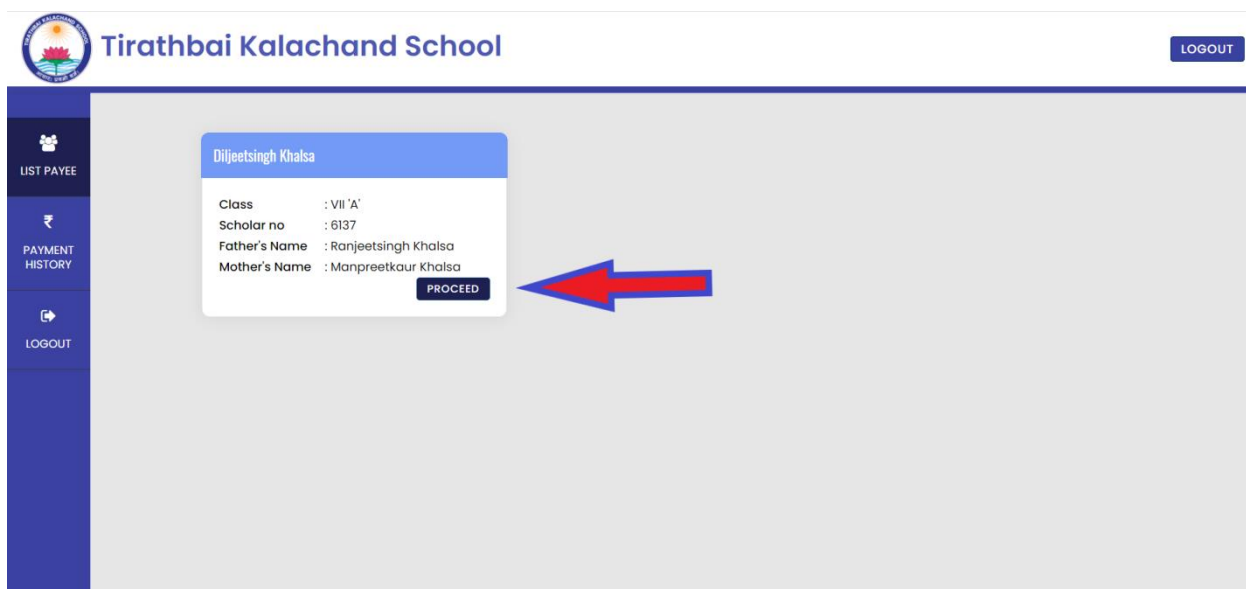 Tirathbai Kalachand School
LOGOUT
LIST PAYEE
PAYMENT
HISTORY
LOGOUT
Diljeetsingh Khalsa
Class : VII 'A'
Scholar no : 6137
Father's Name : Ranjeetsingh Khalsa
Mother's Name : Manpreetkaur Khalsa
PROCEED